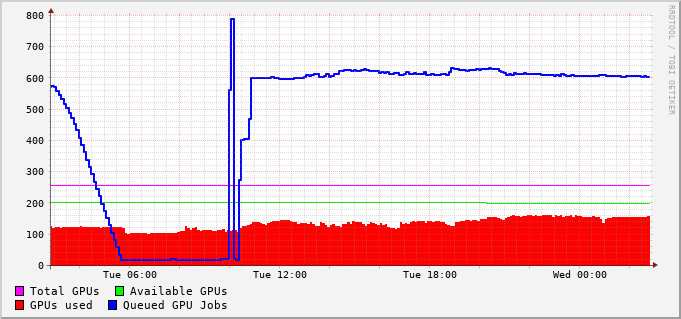 800
700
600
500
400
300
200
100
0
Tue 06:00 Tue 12:00 Tue 18:00 Wed 00:00
Total GPUs Available GPUs
GPUs used Queued GPU Jobs
RRDTOOL / TOBI OETIKER